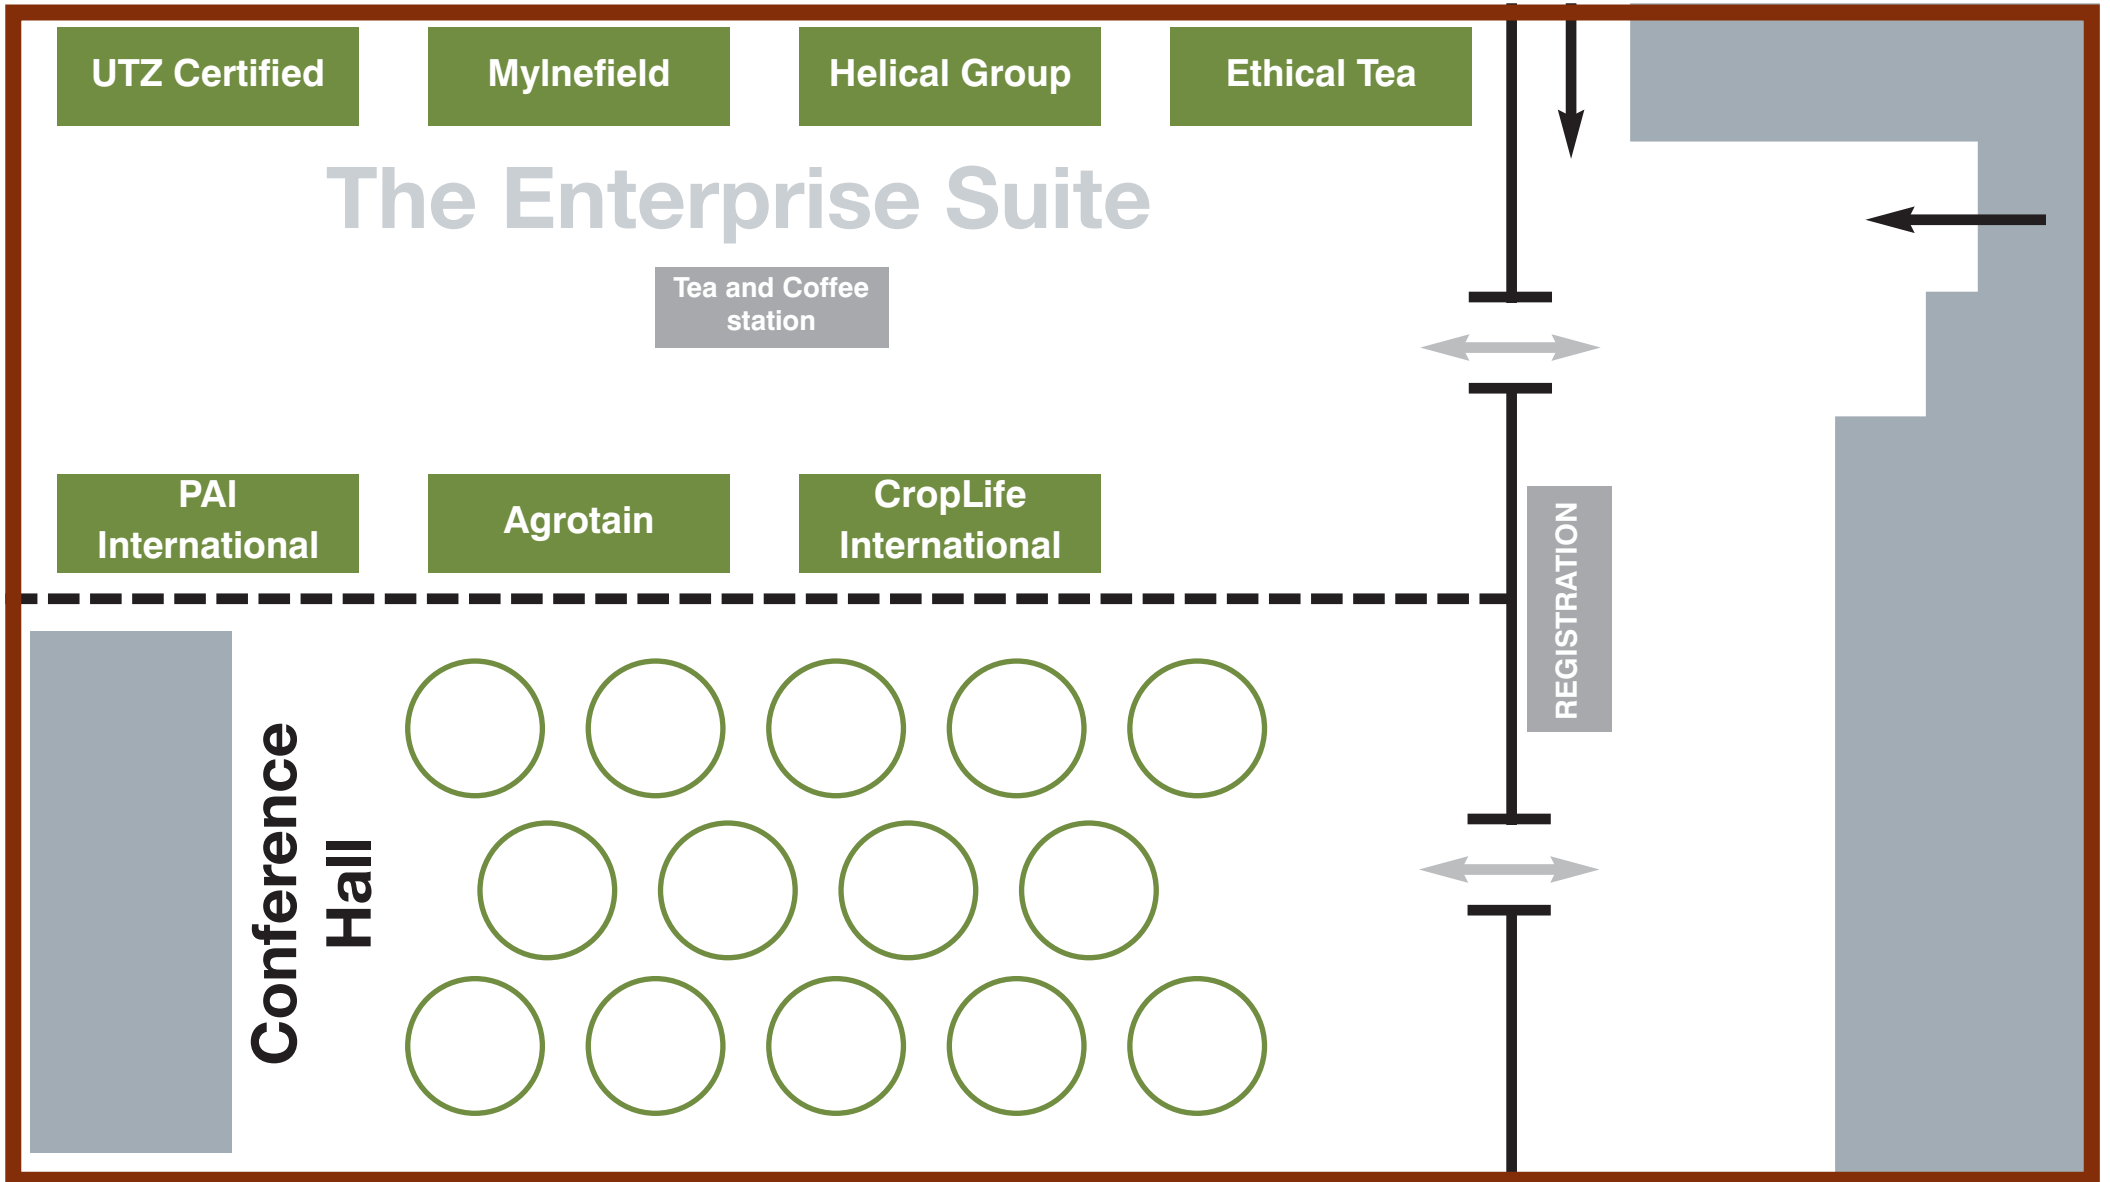 UTZ Certified
Mylnefield
Helical Group
Ethical Tea
The Enterprise Suite
Tea and Coffee
station
PAI
International
Agrotain
CropLife
International
REGISTRATION
Conference
Hall